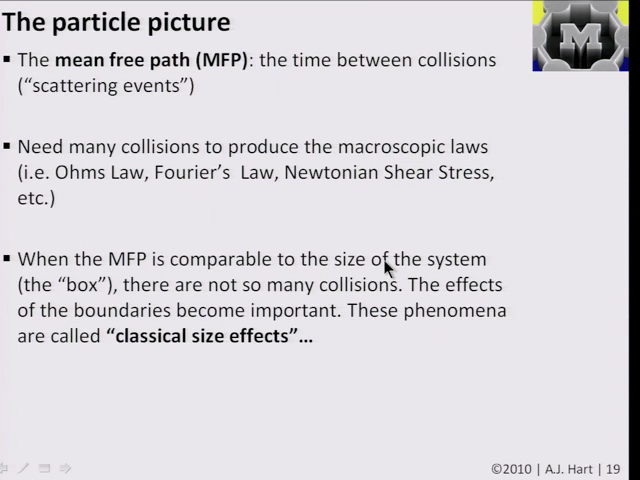 The particle picture
▪ The mean free path (MFP): the time between collisions
("scattering events")
▪ Need many collisions to produce the macroscopic laws
(i.e. Ohms Law, Fourier's  Law, Newtonian Shear Stress,
etc.)
▪ When the MFP is comparable to the size of the system
(the "box"), there are not so many collisions. The effects
of the boundaries become important. These phenomena
are called "classical size effects"...
M
©2010 | A.J. Hart | 19